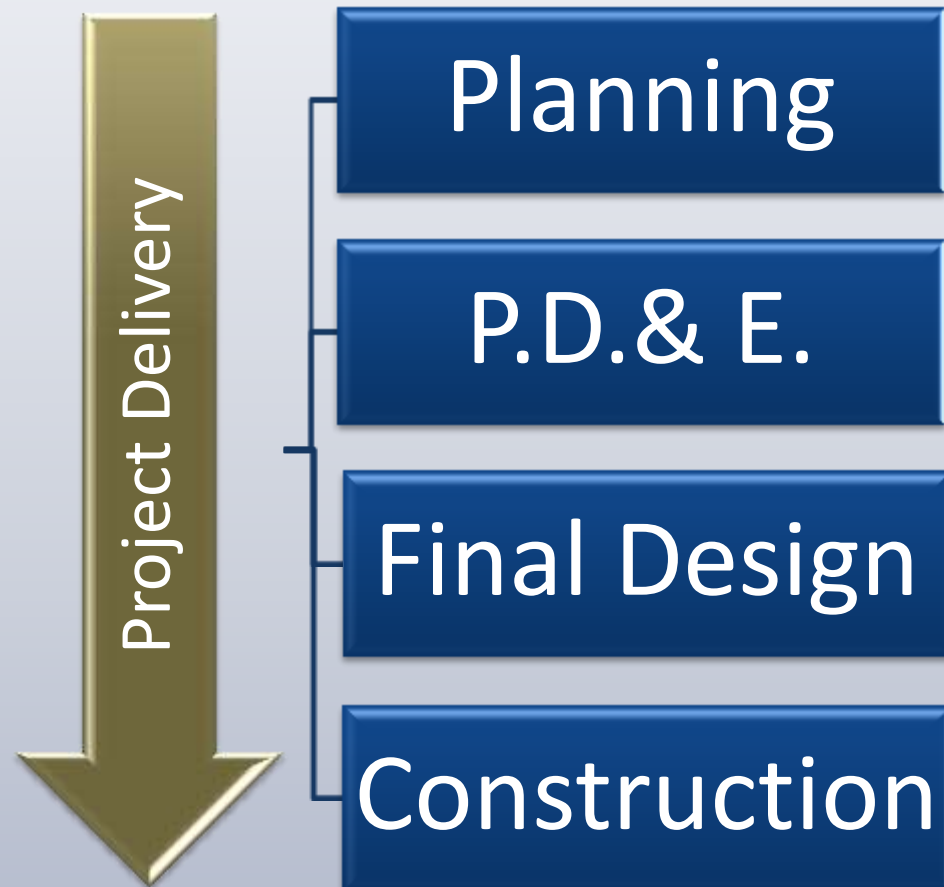 Project Delivery
Planning
P.D.& E.
Final Design
Construction